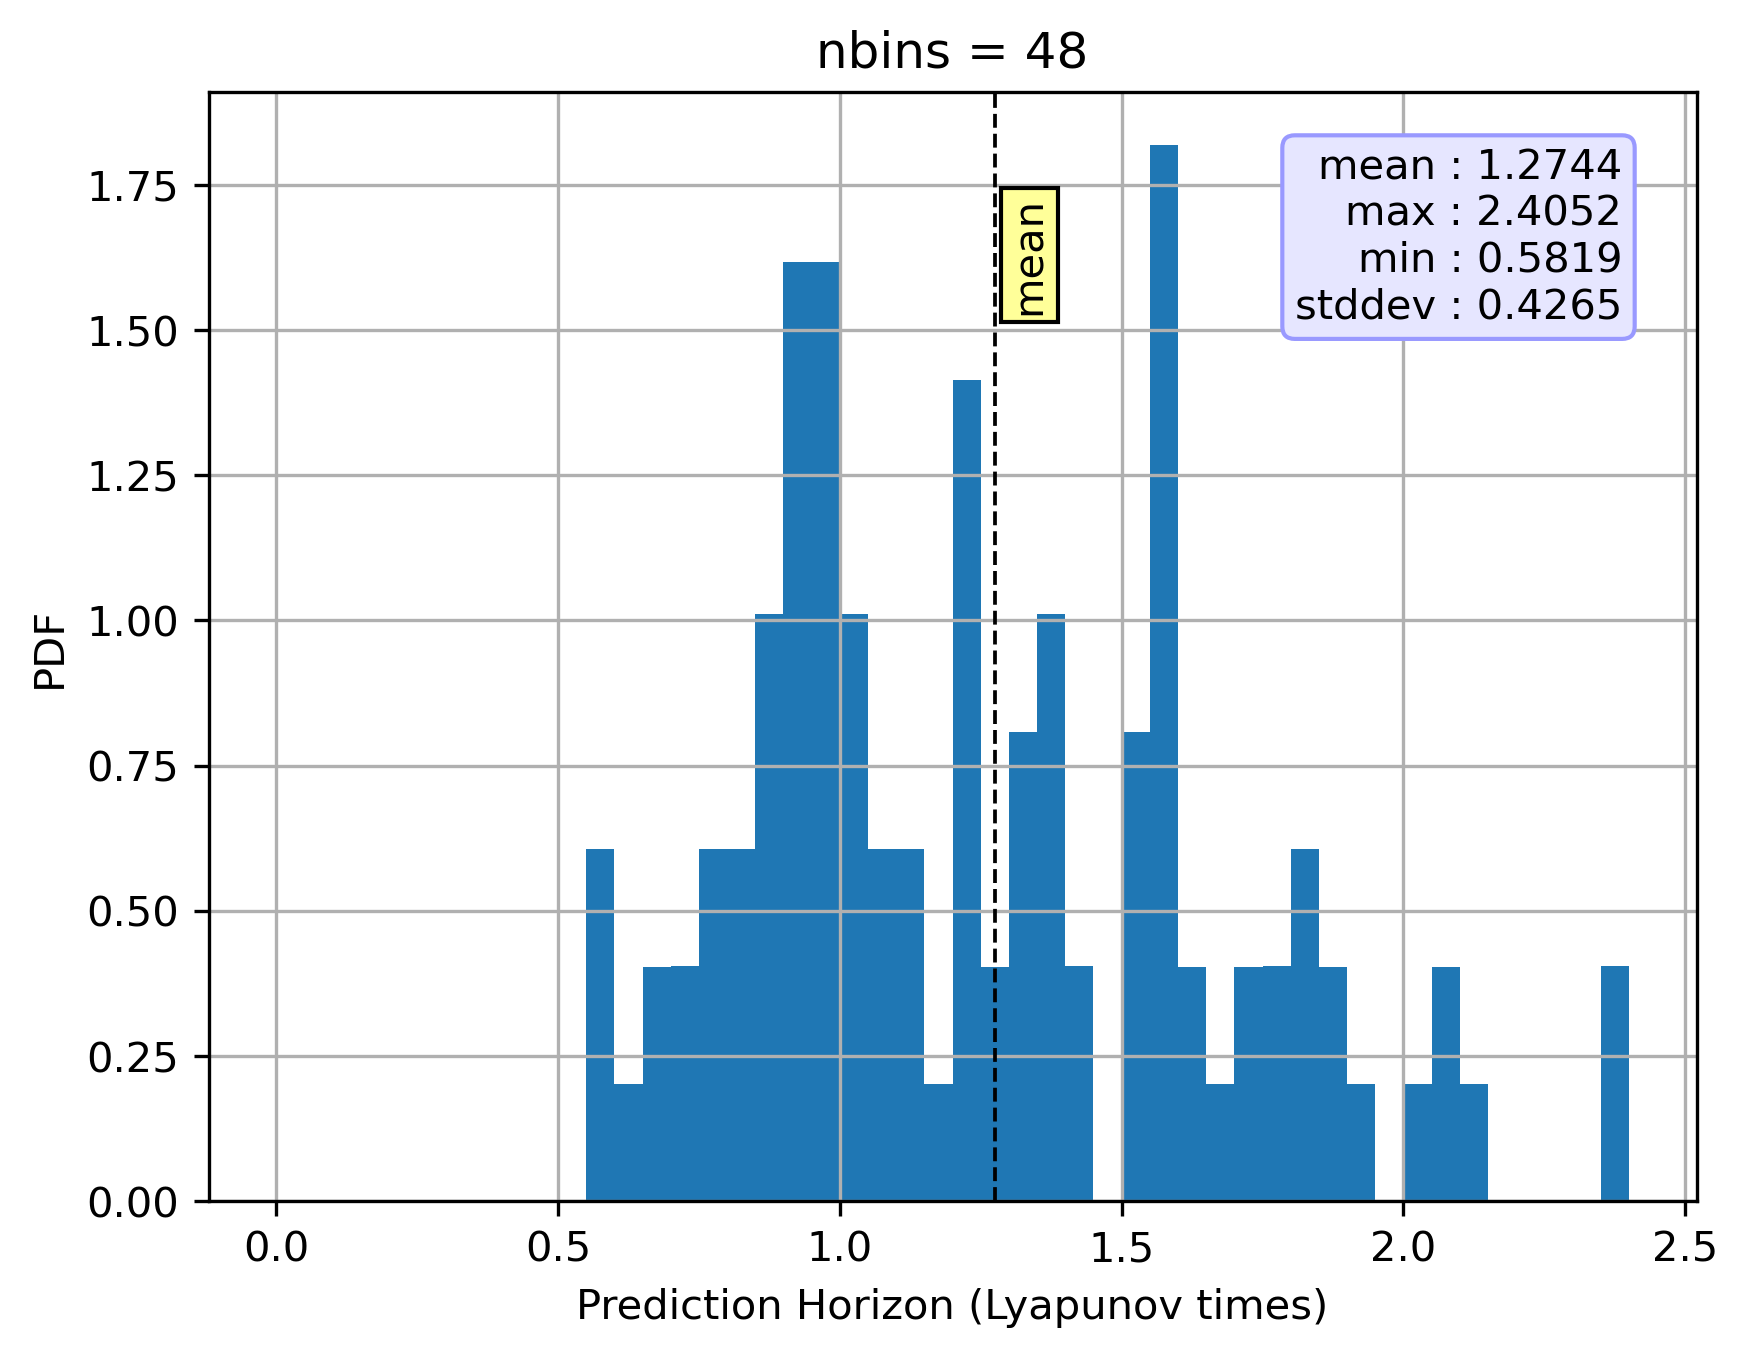 nbins = 48
mean : 1.2744
max : 2.4052
min : 0.5819
stddev : 0.4265
mean
PDF
1.75
1.50
1.25
1.00
0.75
0.50
0.25
0.00
0.0 0.5 1.0 1.5 2.0 2.5
Prediction Horizon (Lyapunov times)